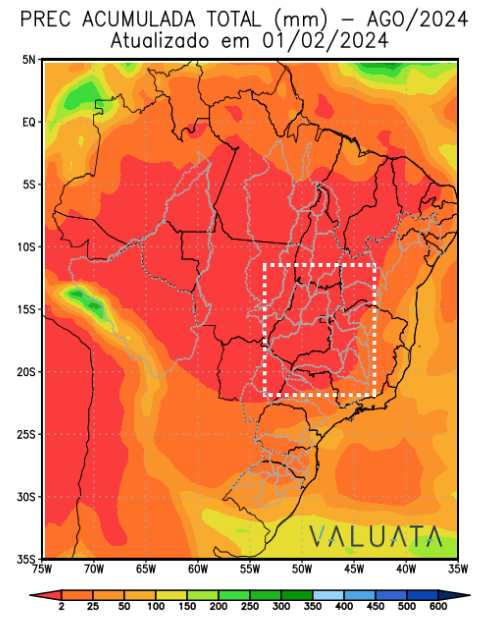 PREC ACUMULADA TOTAL (mm) – AGO/2024
Atualizado em 01/02/2024
5N
EQ
5S
10S
15S
20S
25S
30S
35S
VALUATA
75W 70W 65W 60W 55W 50W 45W 40W 35W
2 25 50 100 150 200 250 300 350 400 450 500 600